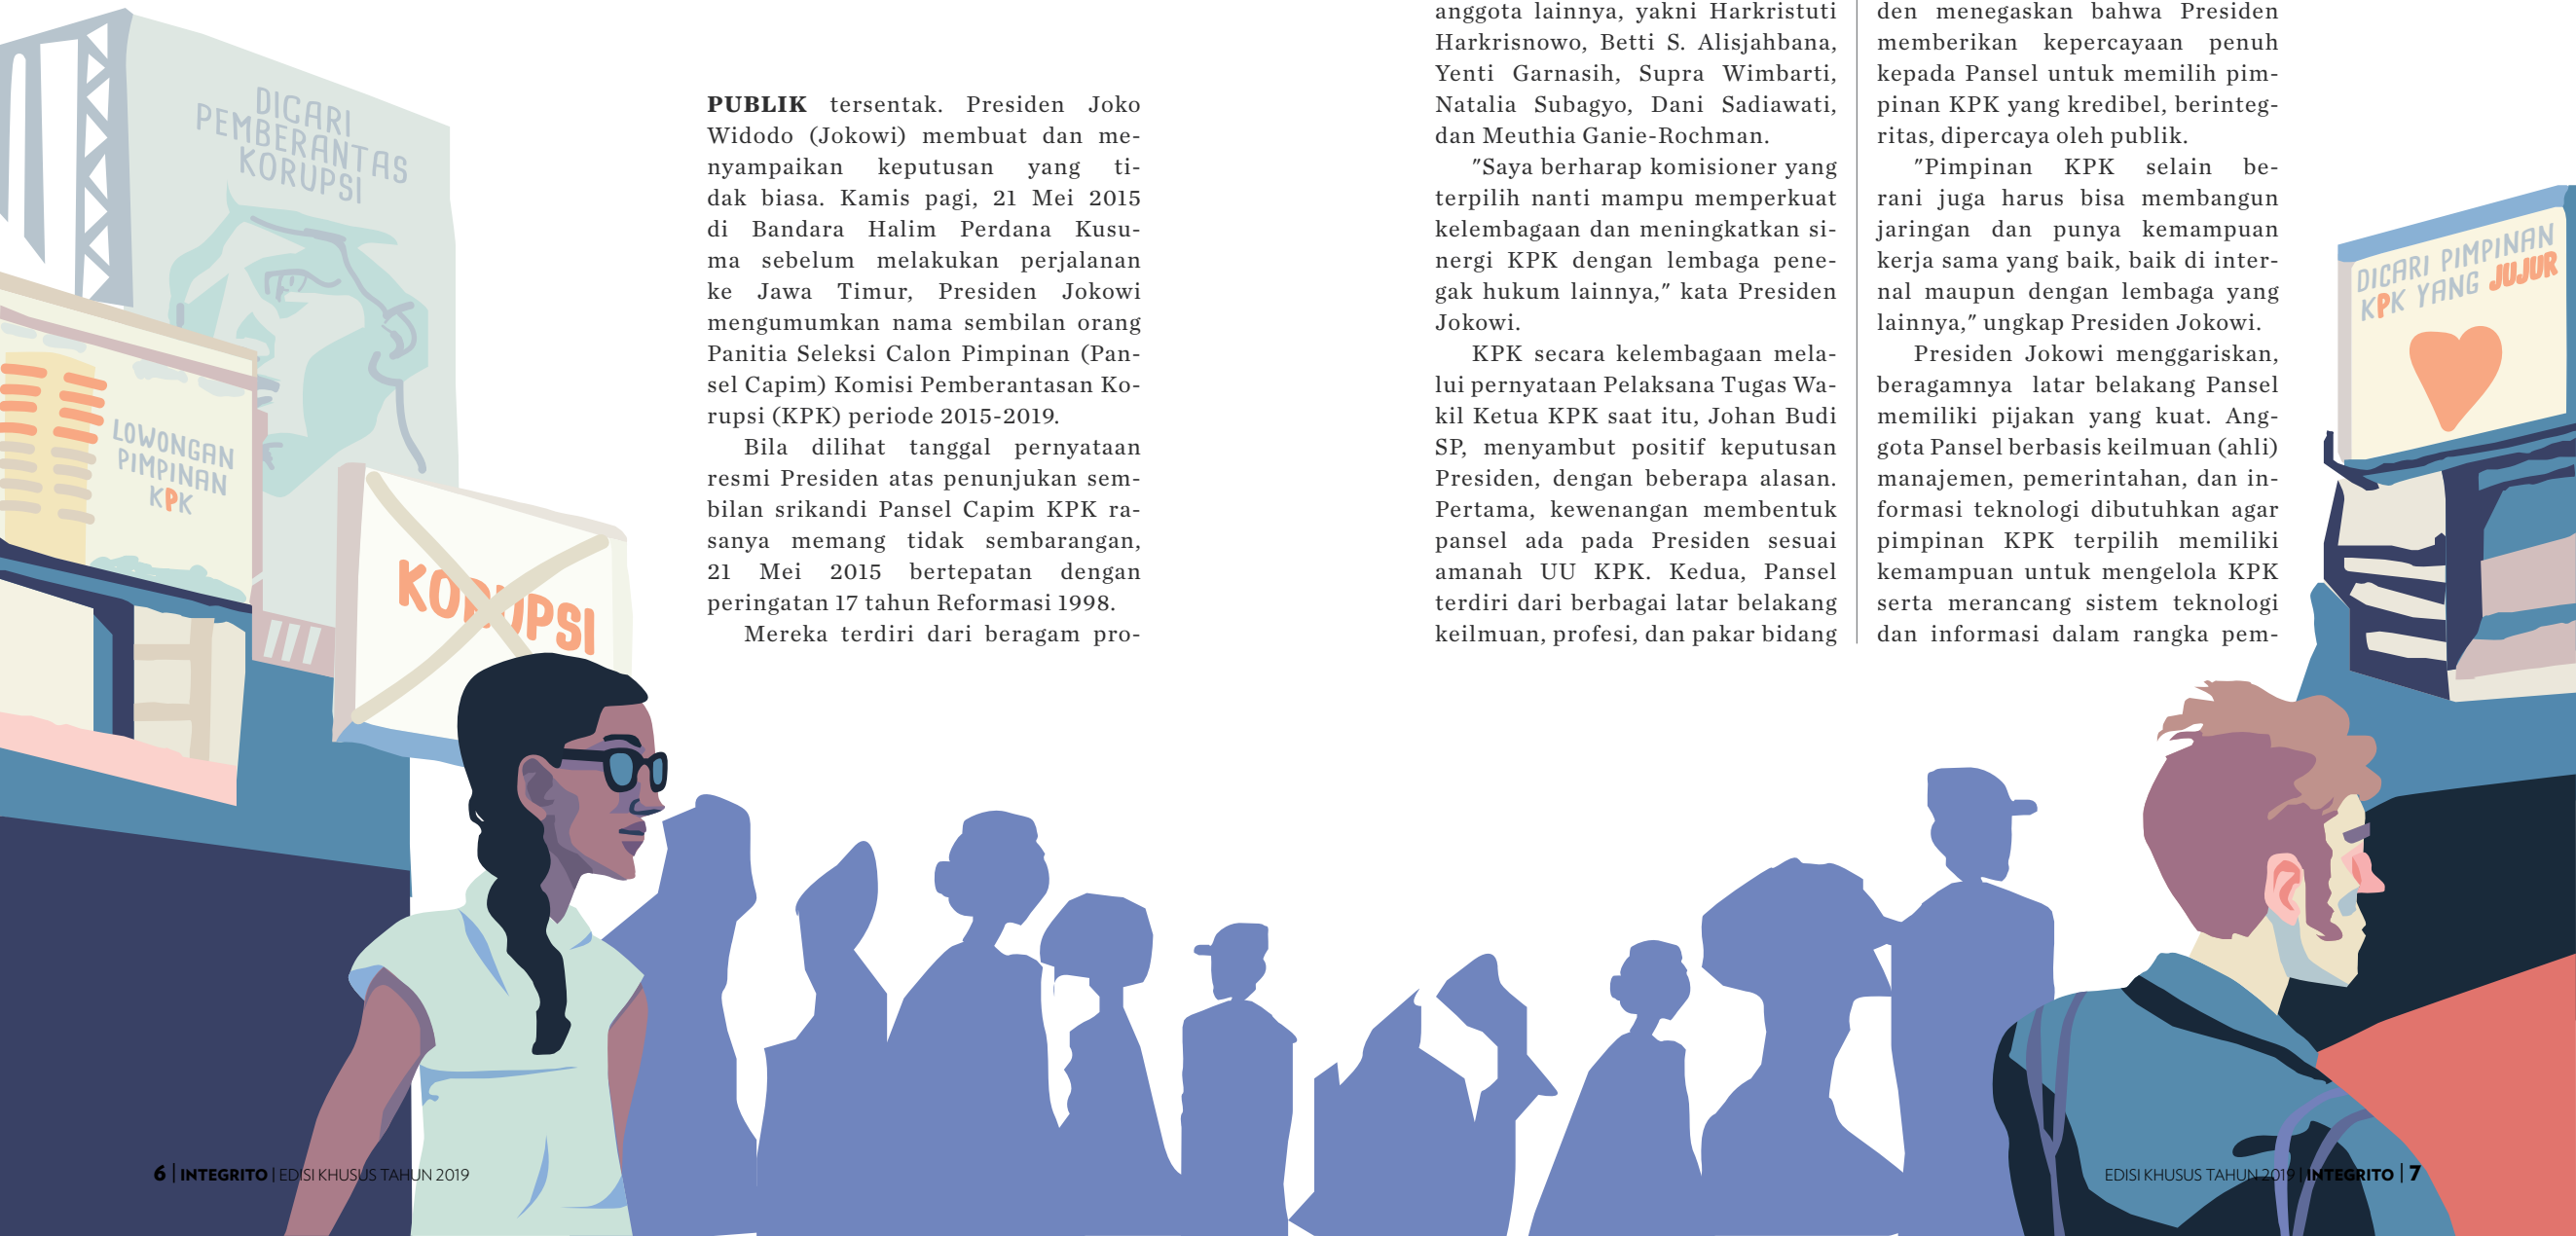 DICARI
PEMBERANTAS
KORUPSI
LOWONGAN
PIMPINAN
KPK
KORUPSI
PUBLIK tersentak. Presiden Joko
Widodo (Jokowi) membuat dan me-
nyampaikan keputusan yang ti-
dak biasa. Kamis pagi, 21 Mei 2015
di Bandara Halim Perdana Kusu-
ma sebelum melakukan perjalanan
ke Jawa Timur, Presiden Jokowi
mengumumkan nama sembilan orang
Panitia Seleksi Calon Pimpinan (Pan-
sel Capim) Komisi Pemberantasan Ko-
rupsi (KPK) periode 2015-2019.
Bila dilihat tanggal pernyataan
resmi Presiden atas penunjukan sem-
bilan srikandi Pansel Capim KPK ra-
sanya memang tidak sembarangan,
21 Mei 2015 bertepatan dengan
peringatan 17 tahun Reformasi 1998.
Mereka terdiri dari beragam pro-
anggota lainnya, yakni Harkristuti
Harkrisnowo, Betti S. Alisjahbana,
Yenti Garnasih, Supra Wimbarti,
Natalia Subagyo, Dani Sadiawati,
dan Meuthia Ganie-Rochman.
"Saya berharap komisioner yang
terpilih nanti mampu memperkuat
kelembagaan dan meningkatkan si-
nergi KPK dengan lembaga pene-
gak hukum lainnya," kata Presiden
Jokowi.
KPK secara kelembagaan mela-
lui pernyataan Pelaksana Tugas Wa-
kil Ketua KPK saat itu, Johan Budi
SP, menyambut positif keputusan
Presiden, dengan beberapa alasan.
Pertama, kewenangan membentuk
pansel ada pada Presiden sesuai
amanah UU KPK. Kedua, Pansel
terdiri dari berbagai latar belakang
keilmuan, profesi, dan pakar bidang
den menegaskan bahwa Presiden
memberikan kepercayaan penuh
kepada Pansel untuk memilih pim-
pinan KPK yang kredibel, berinteg-
ritas, dipercaya oleh publik.
"Pimpinan KPK selain be-
rani juga harus bisa membangun
jaringan dan punya kemampuan
kerja sama yang baik, baik di inter-
nal maupun dengan lembaga yang
lainnya," ungkap Presiden Jokowi.
Presiden Jokowi menggariskan,
beragamnya latar belakang Pansel
memiliki pijakan yang kuat. Ang-
gota Pansel berbasis keilmuan (ahli)
manajemen, pemerintahan, dan in-
formasi teknologi dibutuhkan agar
pimpinan KPK terpilih memiliki
kemampuan untuk mengelola KPK
serta merancang sistem teknologi
dan informasi dalam rangka pem-
DICARI PIMPINAN
KPK YANG JUJUR
6 | INTEGRITO | EDISI KHUSUS TAHUN 2019
EDISI KHUSUS TAHUN 2019 | INTEGRITO | 7